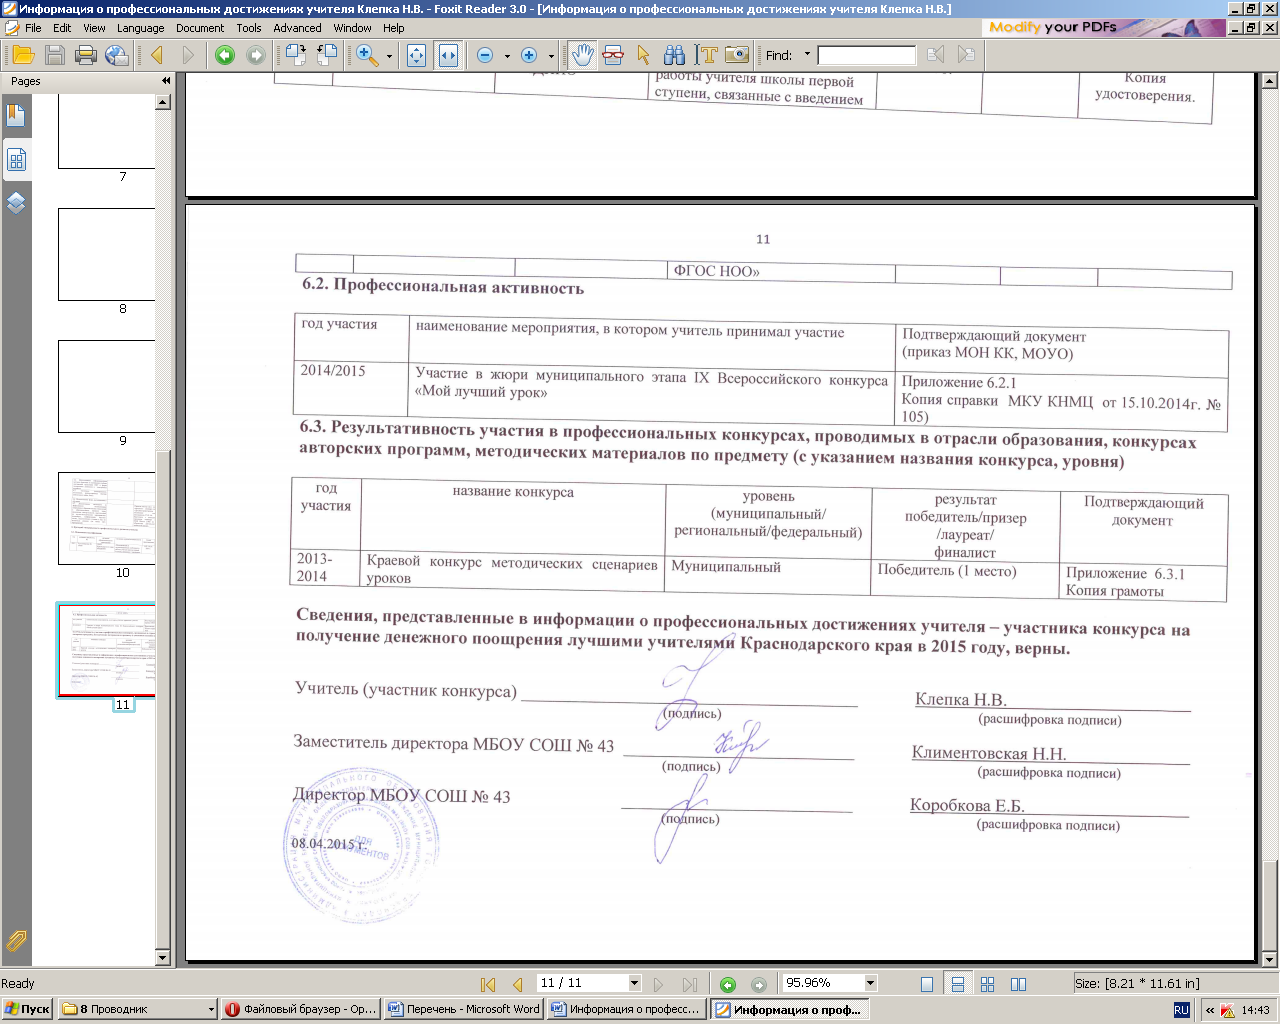 Информация о профессиональных достижениях учителя Клепка Н.В. - Foxit Reader 3.0 - [Информация о профессиональных достижениях учителя Клепка Н.В.]
File Edit View Language Document Tools Advanced Window Help
Modify your PDFs
Find:
Pages
7
8
9
10
11
работы учителя школы первой
ступени, связанные с введением
Копия
удостоверения.
11
ФГОС НОО»
6.2. Профессиональная активность
год участия
наименование мероприятия, в котором учитель принимал участие
Подтверждающий документ
(приказ МОН КК, МОУО)
2014/2015
Участие в жюри муниципального этапа IX Всероссийского конкурса
«Мой лучший урок»
Приложение 6.2.1
Копия справки МКУ КНМЦ от 15.10.2014г. №
105)
6.3. Результативность участия в профессиональных конкурсах, проводимых в отрасли образования, конкурсах
авторских программ, методических материалов по предмету (с указанием названия конкурса, уровня)
год
участия
название конкурса
уровень
(муниципальный/
региональный/федеральный)
результат
победитель/призер
/лауреат/
финалист
Подтверждающий
документ
2013-
2014
Краевой конкурс методических сценариев
уроков
Муниципальный
Победитель (1 место)
Приложение 6.3.1
Копия грамоты
Сведения, представленные в информации о профессиональных достижениях учителя – участника конкурса на
получение денежного поощрения лучшими учителями Краснодарского края в 2015 году, верны.
Учитель (участник конкурса)
Клепка Н.В.
(подпись)
(расшифровка подписи)
Заместитель директора МБОУ СОШ № 43
Климентовская Н.Н.
(подпись)
(расшифровка подписи)
Директор МБОУ СОШ № 43
Коробкова Е.Б.
(подпись)
(расшифровка подписи)
08.04.2015 г.
ДЛЯ
ДОКУМЕНТОВ
Ready
11 / 11
95.96%
Size: [8.21 * 11.61 in]
Пуск
8 Проводник
Файловый браузер - Op...
Перечень - Microsoft Word
Информация о професс...
Информация о проф...
RU
14:43